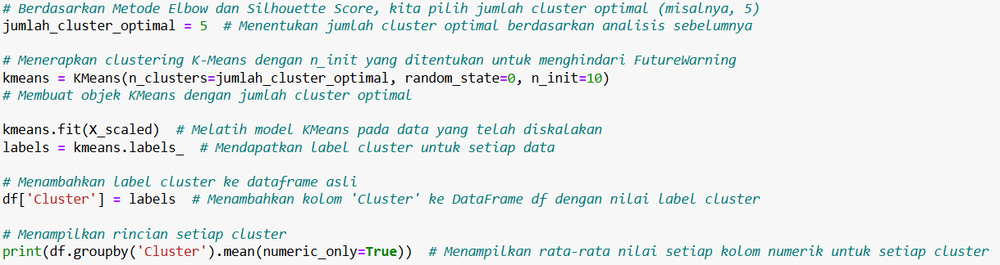 # Berdasarkan Metode Elbow dan Silhouette Score, kita pilih jumlah cluster optimal (misalnya, 5)
jumlah_cluster_optimal = 5  # Menentukan jumlah cluster optimal berdasarkan analisis sebelumnya

# Menerapkan clustering K-Means dengan n_init yang ditentukan untuk menghindari FutureWarning
kmeans = KMeans(n_clusters=jumlah_cluster_optimal, random_state=0, n_init=10)
# Membuat objek KMeans dengan jumlah cluster optimal

kmeans.fit(X_scaled)  # Melatih model KMeans pada data yang telah diskalakan
labels = kmeans.labels_  # Mendapatkan label cluster untuk setiap data

# Menambahkan label cluster ke dataframe asli
df['Cluster'] = labels  # Menambahkan kolom 'Cluster' ke DataFrame df dengan nilai label cluster

# Menampilkan rincian setiap cluster
print(df.groupby('Cluster').mean(numeric_only=True))  # Menampilkan rata-rata nilai setiap kolom numerik untuk setiap cluster